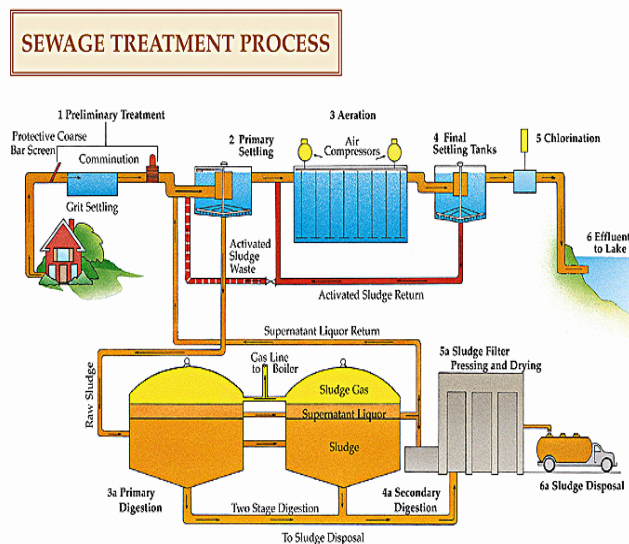 SEWAGE TREATMENT PROCESS
1 Preliminary Treatment
Protective Coarse
Bar Screen
Comminution
Grit Settling
2 Primary
Settling
3 Aeration
Air
Compressors
4 Final
Settling Tanks
5 Chlorination
6 Effluent
to Lake
Activated
Sludge
Waste
Activated Sludge Return
Supernatant Liquor Return
Raw Sludge
Gas Line
to Boiler
Sludge Gas
Supernatant Liquor
Sludge
5a Sludge Filter
Pressing and Drying
3a Primary
Digestion
Two Stage Digestion
4a Secondary
Digestion
6a Sludge Disposal
To Sludge Disposal